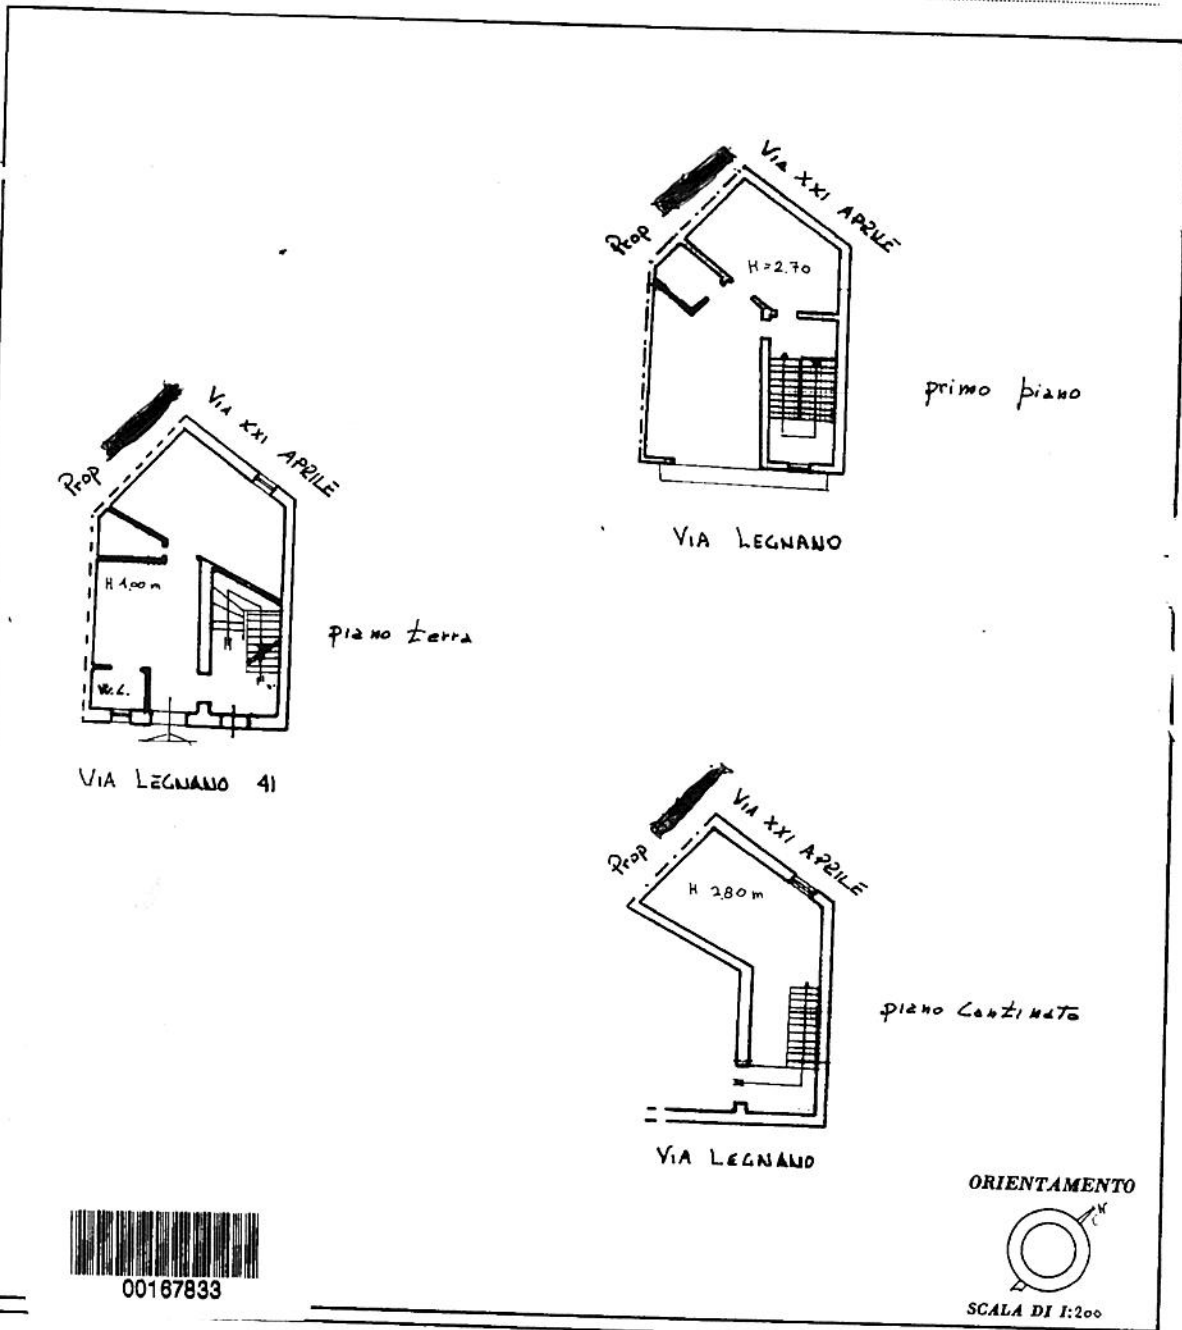 Prop
VIA XXI APRILE
H=2.70
primo piano
VIA LEGNANO
Prop
VIA XXI APRILE
H 4,00 m
piano terra
W.C.
VIA LEGNANO 41
Prop
VIA XXI APRILE
H 2,80 m
piano Cantinato
VIA LEGNANO
ORIENTAMENTO
N
SCALA DI 1:200
00167833